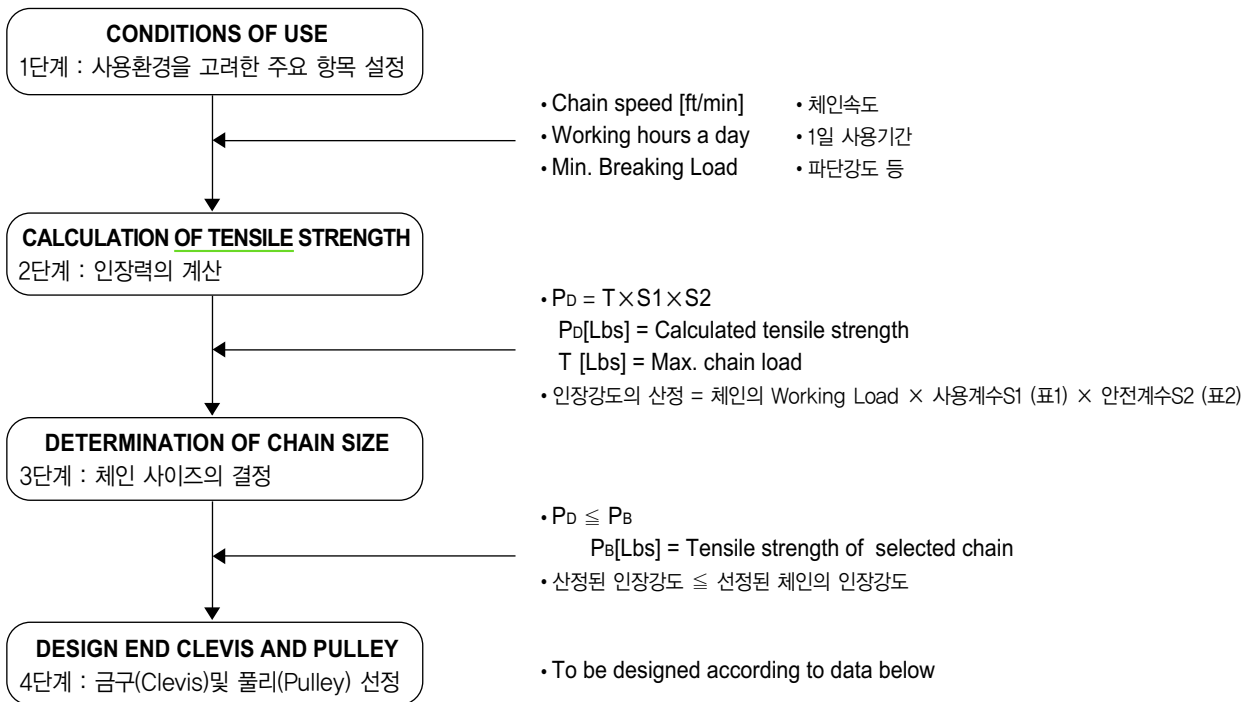 CONDITIONS OF USE
1단계 : 사용환경을 고려한 주요 항목 설정
• Chain speed [ft/min] • 체인속도
• Working hours a day • 1일 사용기간
• Min. Breaking Load • 파단강도 등
CALCULATION OF TENSILE STRENGTH
2단계 : 인장력의 계산
• PD = T×S1×S2
PD[Lbs] = Calculated tensile strength
T [Lbs] = Max. chain load
• 인장강도의 산정 = 체인의 Working Load × 사용계수S1 (표1) × 안전계수S2 (표2)
DETERMINATION OF CHAIN SIZE
3단계 : 체인 사이즈의 결정
• PD ≦ PB
PB[Lbs] = Tensile strength of selected chain
• 산정된 인장강도 ≦ 선정된 체인의 인장강도
DESIGN END CLEVIS AND PULLEY
4단계 : 금구(Clevis)및 풀리(Pulley) 선정
• To be designed according to data below